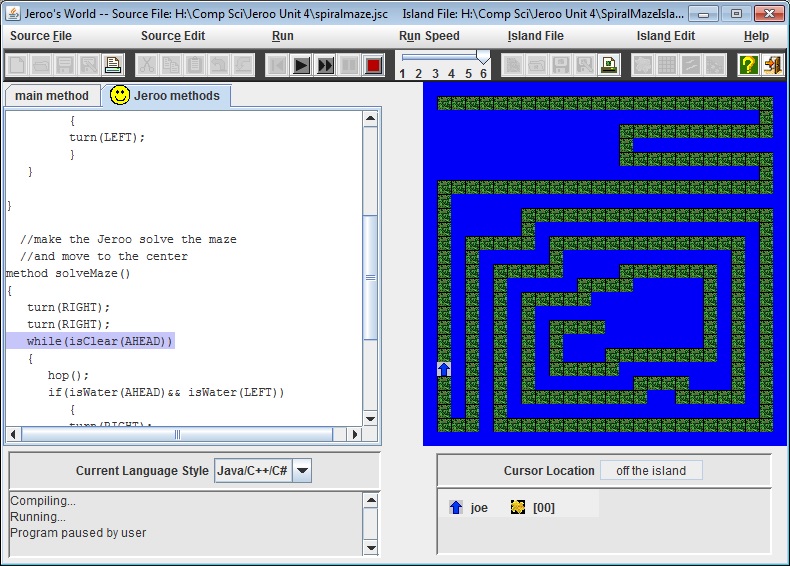 Jeroo's World -- Source File: H:\Comp Sci\Jeroo Unit 4\spiralmaze.jsc    Island File: H:\Comp Sci\Jeroo Unit 4\SpiralMazeIsla...
Source File Source Edit Run Run Speed Island File Island Edit Help
1 2 3 4 5 6
main method Jeroo methods
{
turn(LEFT);
}
}
}
//make the Jeroo solve the maze
//and move to the center
method solveMaze()
{
turn(RIGHT);
turn(RIGHT);
while(isClear(AHEAD))
{
hop();
if(isWater(AHEAD)&& isWater(LEFT))
{
turn(RIGHT);
Current Language Style Java/C++/C#
Cursor Location off the island
Compiling...
Running...
Program paused by user
joe [00]